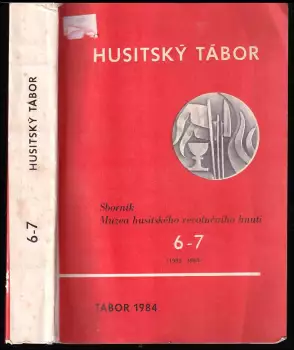 HUSITSKÝ TÁBOR
6-7
HUSITSKÝ TÁBOR
Sborník
Muzea husitského revolučního hnutí
6-7
TÁBOR 1984